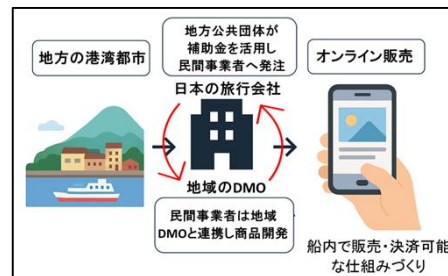 地方の港湾都市
地方公共団体が
補助金を活用し
民間事業者へ発注
日本の旅行会社
地域のDMO
民間事業者は地域
DMOと連携し商品開発
オンライン販売
船内で販売・決済可能
な仕組みづくり